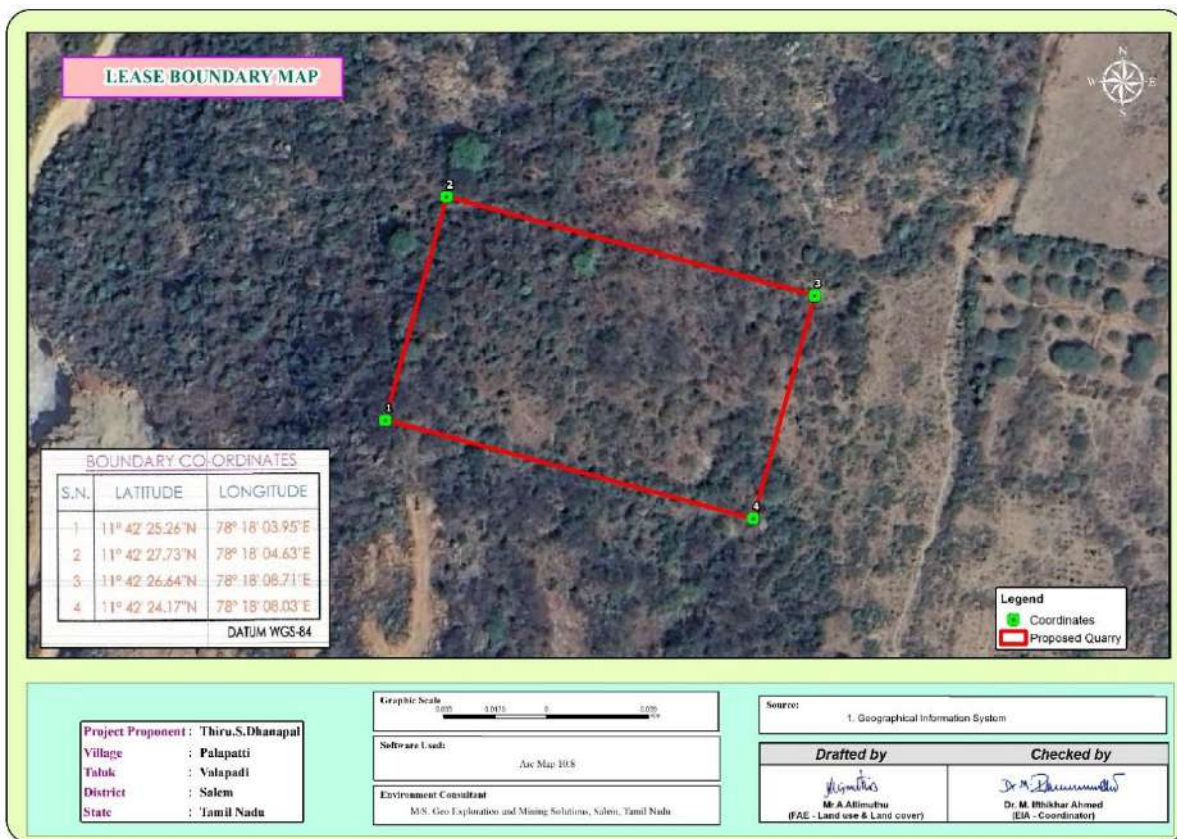 LEASE BOUNDARY MAP
N
W E
S
2
3
1
4
BOUNDARY CO-ORDINATES
S.N. LATITUDE LONGITUDE
1 11° 42' 25.26"N 78° 18' 03.95"E
2 11° 42' 27.73"N 78° 18' 04.63"E
3 11° 42' 26.64"N 78° 18' 08.71"E
4 11° 42' 24.17"N 78° 18' 08.03"E
DATUM WGS-84
Legend
Coordinates
Proposed Quarry
Project Proponent : Thiru.S.Dhanapal
Village : Palapatti
Taluk : Valapadi
District : Salem
State : Tamil Nadu
Graphic Scale
0
Software Used:
Arc Map 10.8
Environment Consultant
M/S. Geo Exploration and Mining Solutions, Salem, Tamil Nadu
Source:
1. Geographical Information System
Drafted by Checked by
Mr.A.Allimuthu
(FAE - Land use & Land cover)
Dr. M. Ifthikhar Ahmed
(EIA - Coordinator)